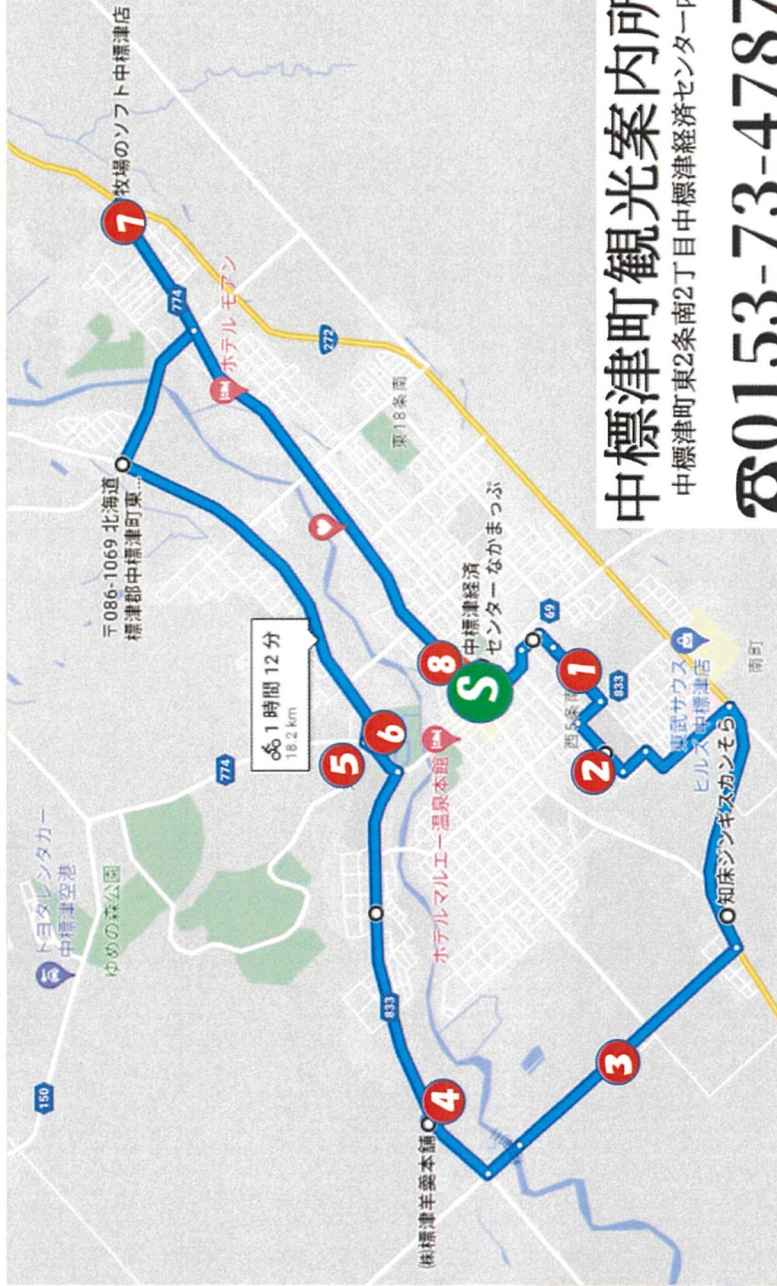 牧場のソフト中標津店
7
774
ホテル モアン
272
〒086-1069 北海道
標津郡中標津町東...
東18条南
1 時間 12 分
18.2 km
中標津経済
センター なかまっぷ
8
S
69
1
833
西5条南
2
東武サウス
ヒルズ中標津店
南町
5
6
774
トヨタレンタカー
中標津空港
ゆめの森公園
ホテルマルエー温泉本館
知床ジンギスカンそら
833
150
4
㈱標津羊羹本舗
3
中標津町観光案内所
中標津町東2条南2丁目中標津経済センター内
☎0153-73-4787